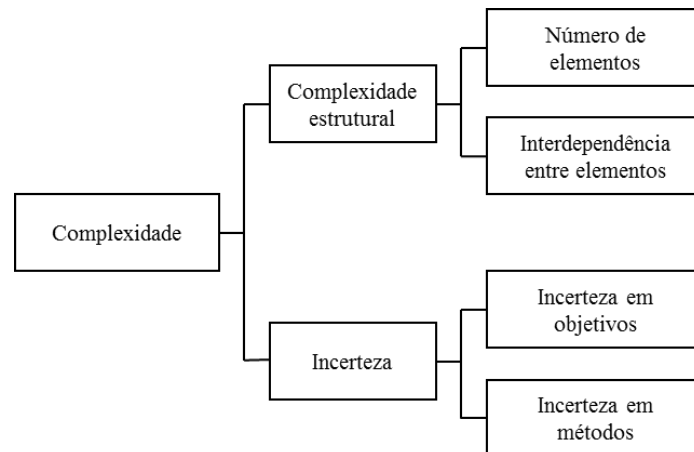 Número de
elementos
Complexidade
estrutural
Interdependência
entre elementos
Complexidade
Incerteza em
objetivos
Incerteza
Incerteza em
métodos